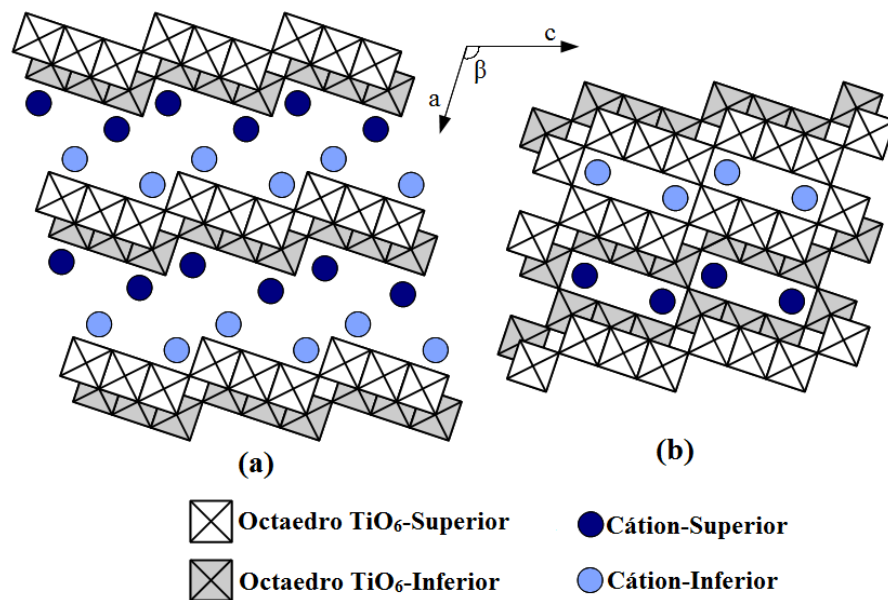 c
β
a
(a)
(b)
Octaedro TiO₆-Superior
Cátion-Superior
Octaedro TiO₆-Inferior
Cátion-Inferior